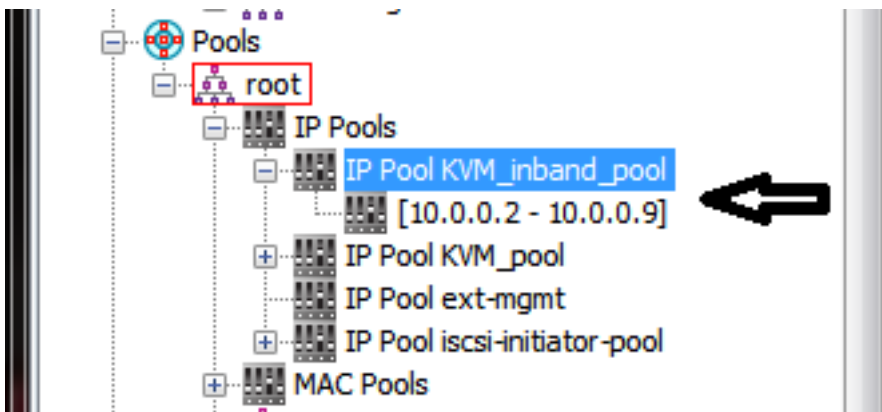 Pools
root
IP Pools
IP Pool KVM_inband_pool
[10.0.0.2 - 10.0.0.9]
IP Pool KVM_pool
IP Pool ext-mgmt
IP Pool iscsi-initiator-pool
MAC Pools